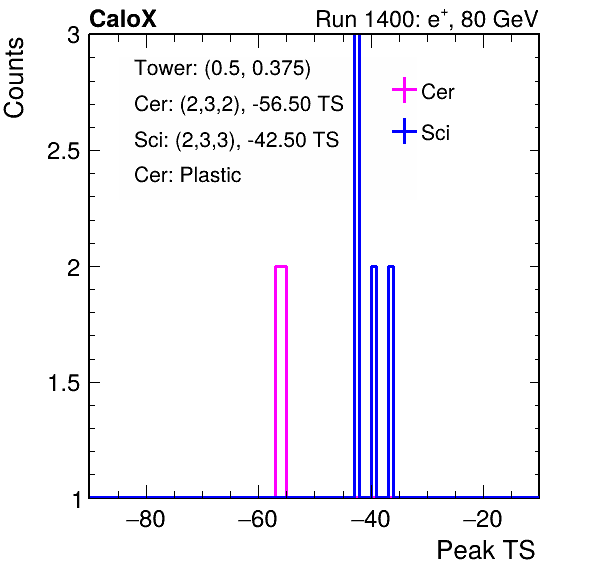 CaloX Run 1400: e⁺, 80 GeV
Counts
3
2.5
2
1.5
1
Tower: (0.5, 0.375)
Cer: (2,3,2), -56.50 TS
Sci: (2,3,3), -42.50 TS
Cer: Plastic
Cer
Sci
−80 −60 −40 −20
Peak TS